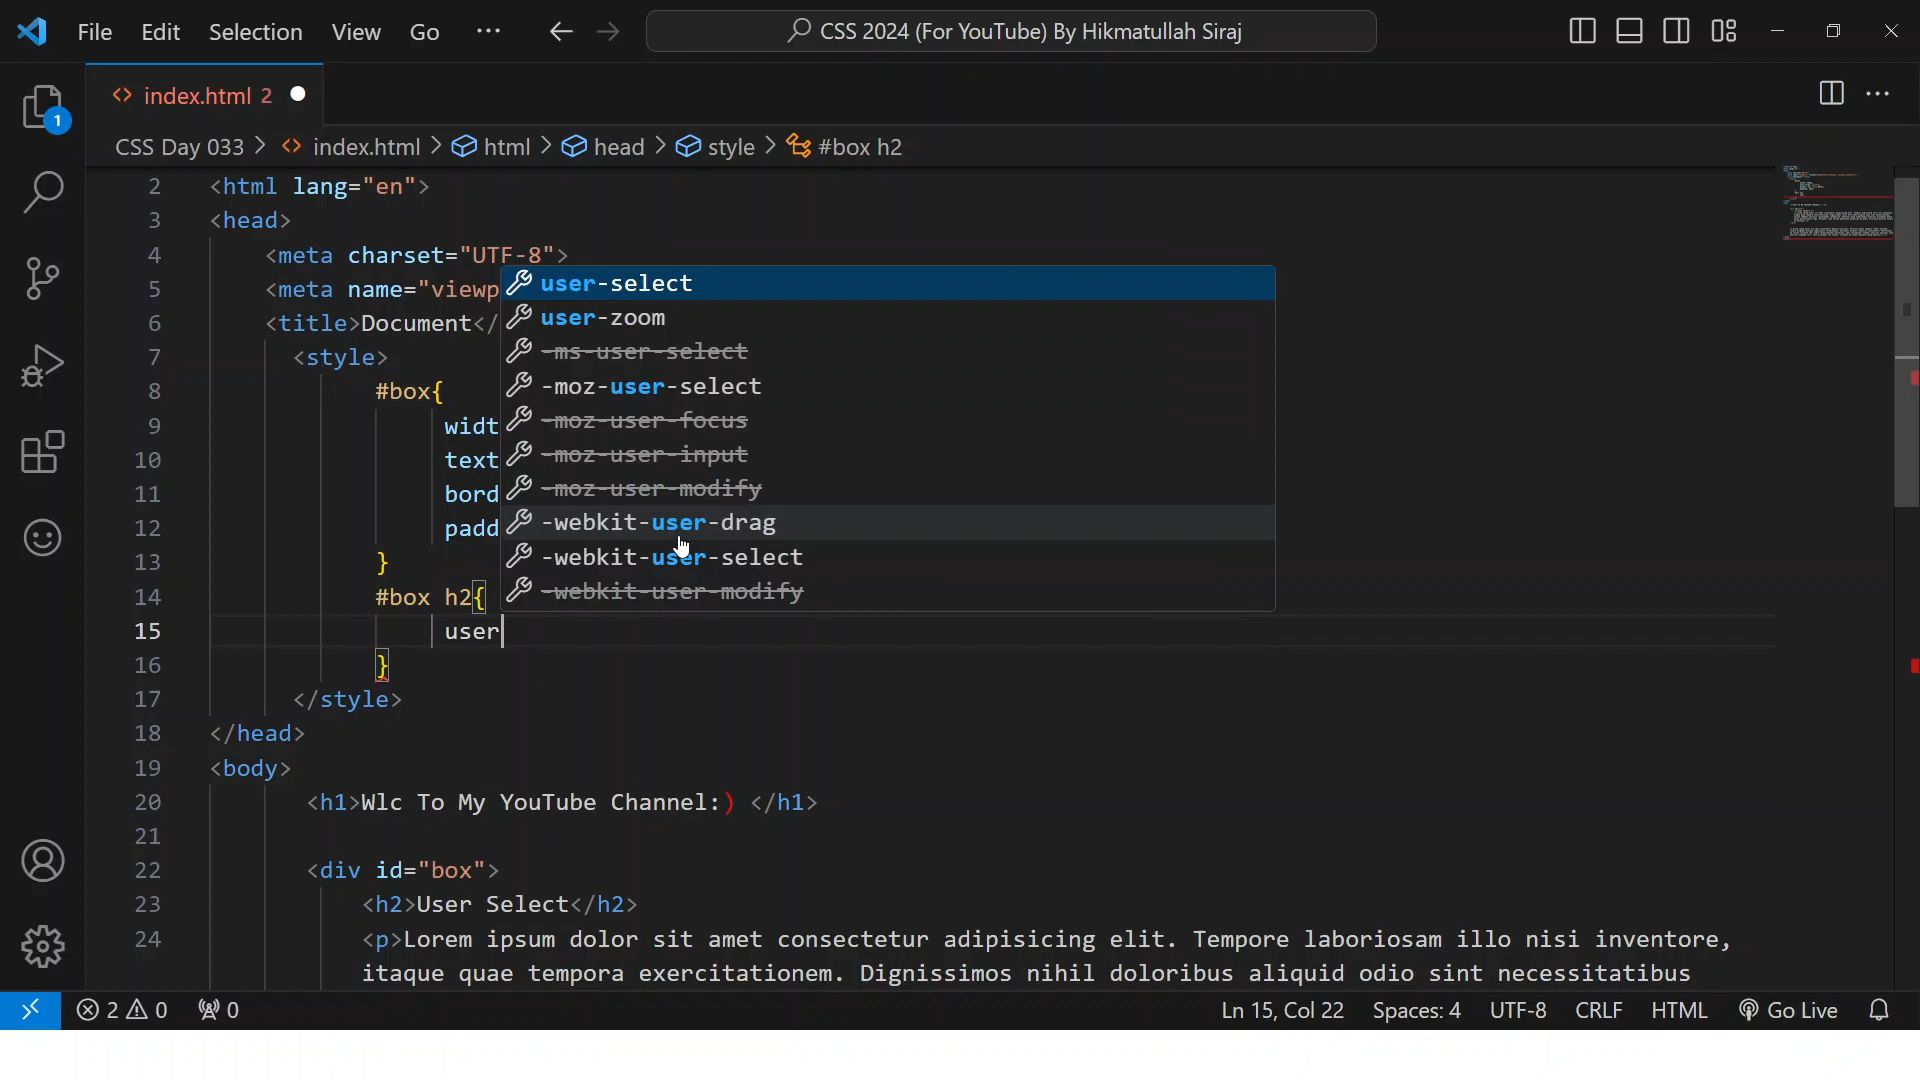 File Edit Selection View Go ··· CSS 2024 (For YouTube) By Hikmatullah Siraj
index.html 2
CSS Day 033 > index.html > html > head > style > #box h2
2 <html lang="en">
3 <head>
4 <meta charset="UTF-8">
5 <meta name="viewp
6 <title>Document</
7 <style>
8 #box{
9 widt
10 text
11 bord
12 padd
13 }
14 #box h2{
15 user
16 }
17 </style>
18 </head>
19 <body>
20 <h1>Wlc To My YouTube Channel:) </h1>
21
22 <div id="box">
23 <h2>User Select</h2>
24 <p>Lorem ipsum dolor sit amet consectetur adipisicing elit. Tempore laboriosam illo nisi inventore,
itaque quae tempora exercitationem. Dignissimos nihil doloribus aliquid odio sint necessitatibus
user-select
user-zoom
-ms-user-select
-moz-user-select
-moz-user-focus
-moz-user-input
-moz-user-modify
-webkit-user-drag
-webkit-user-select
-webkit-user-modify
1
2 0 0 Ln 15, Col 22 Spaces: 4 UTF-8 CRLF HTML Go Live